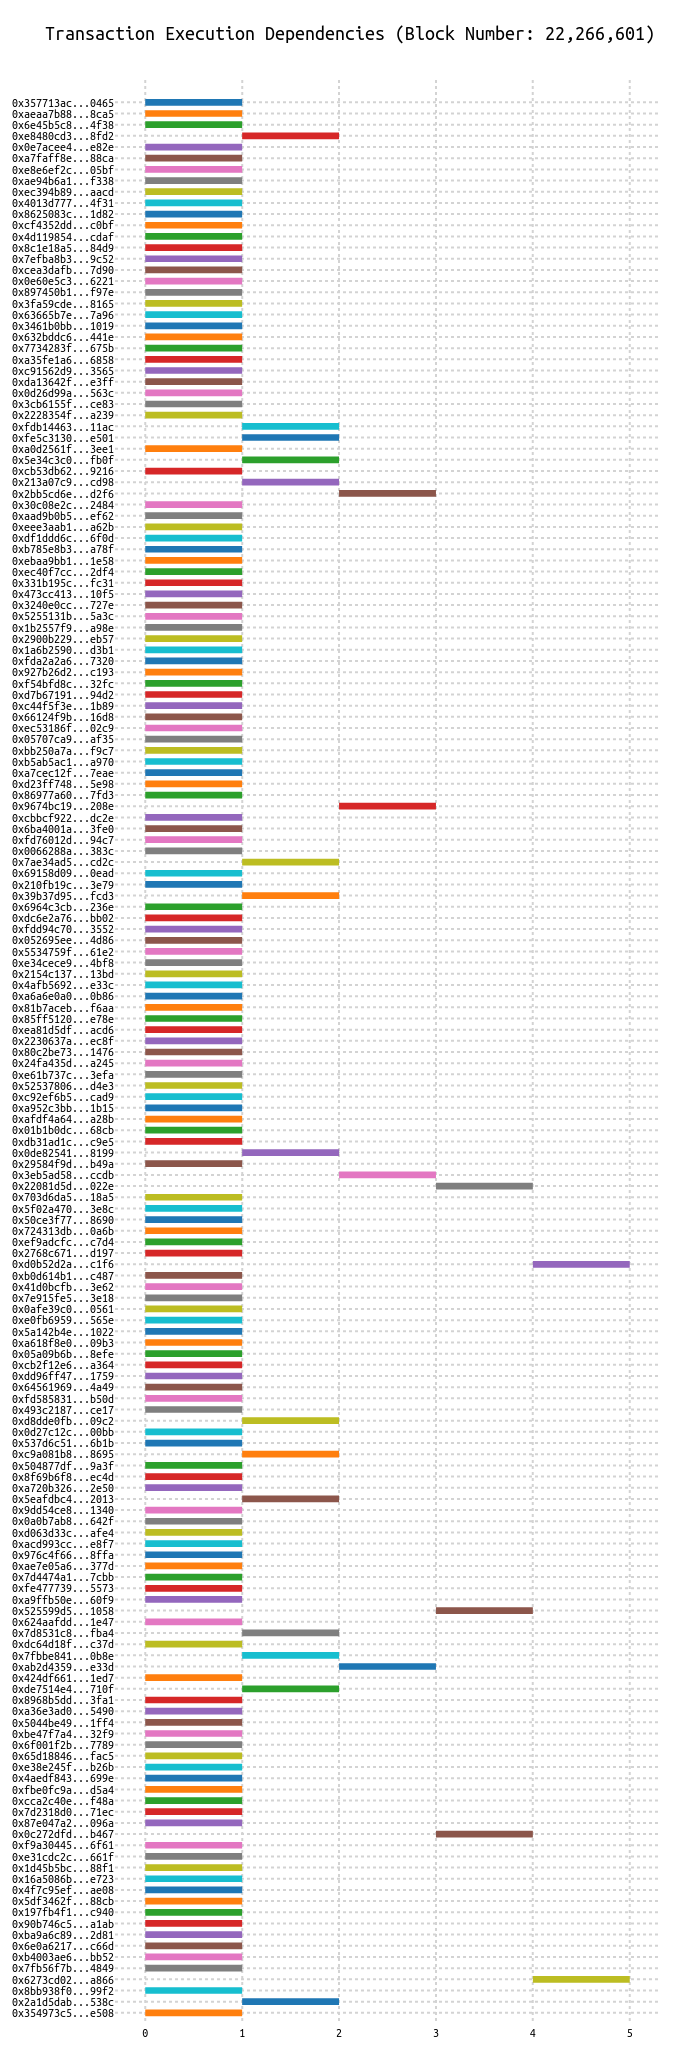 Transaction Execution Dependencies (Block Number: 22,266,601)
0x357713ac...0465
0xaeaa7b88...8ca5
0x6e45b5c8...4f38
0xe8480cd3...8fd2
0x0e7acee4...e82e
0xa7faff8e...88ca
0xe8e6ef2c...05bf
0xae94b6a1...f338
0xec394b89...aacd
0x4013d777...4f31
0x8625083c...1d82
0xcf4352dd...c0bf
0x4d119854...cdaf
0x8c1e18a5...84d9
0x7efba8b3...9c52
0xcea3dafb...7d90
0x0e60e5c3...6221
0x897450b1...f97e
0x3fa59cde...8165
0x63665b7e...7a96
0x3461b0bb...1019
0x632bddc6...441e
0x7734283f...675b
0xa35fe1a6...6858
0xc91562d9...3565
0xda13642f...e3ff
0x0d26d99a...563c
0x3cb6155f...ce83
0x2228354f...a239
0xfdb14463...11ac
0xfe5c3130...e501
0xa0d2561f...3ee1
0x5e34c3c0...fb0f
0xcb53db62...9216
0x213a07c9...cd98
0x2bb5cd6e...d2f6
0x30c08e2c...2484
0xaad9b0b5...ef62
0xeee3aab1...a62b
0xdf1ddd6c...6f0d
0xb785e8b3...a78f
0xebaa9bb1...1e58
0xec40f7cc...2df4
0x331b195c...fc31
0x473cc413...10f5
0x3240e0cc...727e
0x5255131b...5a3c
0x1b2557f9...a98e
0x2900b229...eb57
0x1a6b2590...d3b1
0xfda2a2a6...7320
0x927b26d2...c193
0xf54bfd8c...32fc
0xd7b67191...94d2
0xc44f5f3e...1b89
0x66124f9b...16d8
0xec53186f...02c9
0x05707ca9...af35
0xbb250a7a...f9c7
0xb5ab5ac1...a970
0xa7cec12f...7eae
0xd23ff748...5e98
0x86977a60...7fd3
0x9674bc19...208e
0xcbbcf922...dc2e
0x6ba4001a...3fe0
0xfd76012d...94c7
0x0066288a...383c
0x7ae34ad5...cd2c
0x69158d09...0ead
0x210fb19c...3e79
0x39b37d95...fcd3
0x6964c3cb...236e
0xdc6e2a76...bb02
0xfdd94c70...3552
0x052695ee...4d86
0x5534759f...61e2
0xe34cece9...4bf8
0x2154c137...13bd
0x4afb5692...e33c
0xa6a6e0a0...0b86
0x81b7aceb...f6aa
0x85ff5120...e78e
0xea81d5df...acd6
0x2230637a...ec8f
0x80c2be73...1476
0x24fa435d...a245
0xe61b737c...3efa
0x52537806...d4e3
0xc92ef6b5...cad9
0xa952c3bb...1b15
0xafdf4a64...a28b
0x01b1b0dc...68cb
0xdb31ad1c...c9e5
0x0de82541...8199
0x29584f9d...b49a
0x3eb5ad58...ccdb
0x22081d5d...022e
0x703d6da5...18a5
0x5f02a470...3e8c
0x50ce3f77...8690
0x724313db...0a6b
0xef9adcfc...c7d4
0x2768c671...d197
0xd0b52d2a...c1f6
0xb0d614b1...c487
0x41d0bcfb...3e62
0x7e915fe5...3e18
0x0afe39c0...0561
0xe0fb6959...565e
0x5a142b4e...1022
0xa618f8e0...09b3
0x05a09b6b...8efe
0xcb2f12e6...a364
0xdd96ff47...1759
0x64561969...4a49
0xfd585831...b50d
0x493c2187...ce17
0xd8dde0fb...09c2
0x0d27c12c...00bb
0x537d6c51...6b1b
0xc9a081b8...8695
0x504877df...9a3f
0x8f69b6f8...ec4d
0xa720b326...2e50
0x5eafdbc4...2013
0x9dd54ce8...1340
0x0a0b7ab8...642f
0xd063d33c...afe4
0xacd993cc...e8f7
0x976c4f66...8ffa
0xae7e05a6...377d
0x7d4474a1...7cbb
0xfe477739...5573
0xa9ffb50e...60f9
0x525599d5...1058
0x624aafdd...1e47
0x7d8531c8...fba4
0xdc64d18f...c37d
0x7fbbe841...0b8e
0xab2d4359...e33d
0x424df661...1ed7
0xde7514e4...710f
0x8968b5dd...3fa1
0xa36e3ad0...5490
0x5044be49...1ff4
0xbe47f7a4...32f9
0x6f001f2b...7789
0x65d18846...fac5
0xe38e245f...b26b
0x4aedf843...699e
0xfbe0fc9a...d5a4
0xcca2c40e...f48a
0x7d2318d0...71ec
0x87e047a2...096a
0x0c272dfd...b467
0xf9a30445...6f61
0xe31cdc2c...661f
0x1d45b5bc...88f1
0x16a5086b...e723
0x4f7c95ef...ae08
0x5df3462f...88cb
0x197fb4f1...c940
0x90b746c5...a1ab
0xba9a6c89...2d81
0x6e0a6217...c66d
0xb4003ae6...bb52
0x7fb56f7b...4849
0x6273cd02...a866
0x8bb938f0...99f2
0x2a1d5dab...538c
0x354973c5...e508
0 1 2 3 4 5